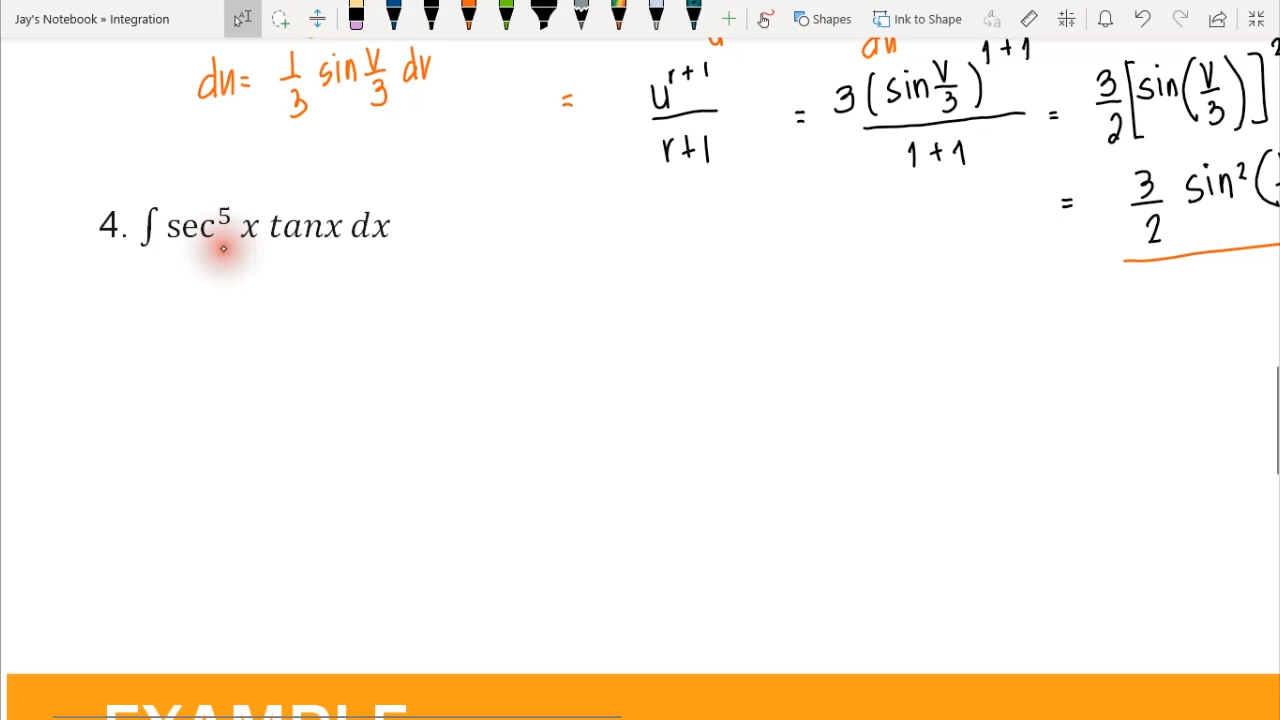 Jay's Notebook » Integration
Shapes
Ink to Shape
du = 1/3 sin v/3 dv
= u^(r+1)/(r+1) = 3(sin v/3)^(1+1)/(1+1) = 3/2 [sin(v/3)]
= 3/2 sin²(
4. ∫ sec⁵ x tanx dx
EXAMPLE